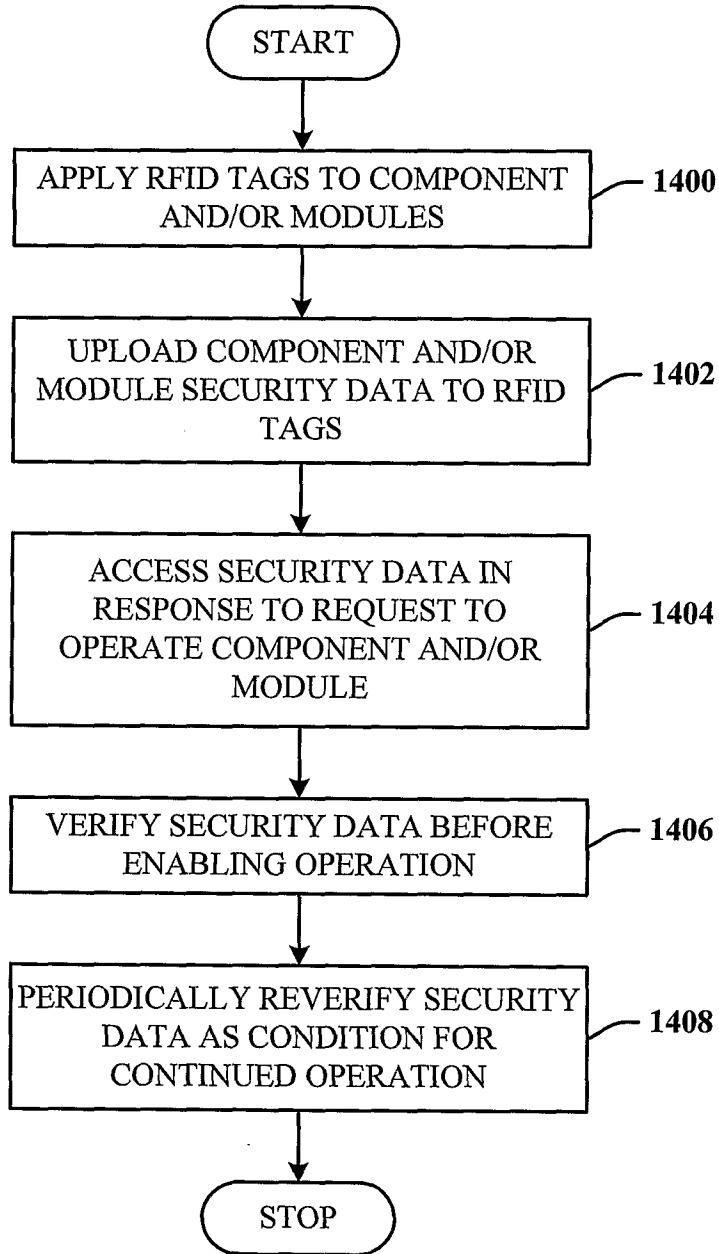 START
APPLY RFID TAGS TO COMPONENT
AND/OR MODULES
1400
UPLOAD COMPONENT AND/OR
MODULE SECURITY DATA TO RFID
TAGS
1402
ACCESS SECURITY DATA IN
RESPONSE TO REQUEST TO
OPERATE COMPONENT AND/OR
MODULE
1404
VERIFY SECURITY DATA BEFORE
ENABLING OPERATION
1406
PERIODICALLY REVERIFY SECURITY
DATA AS CONDITION FOR
CONTINUED OPERATION
1408
STOP